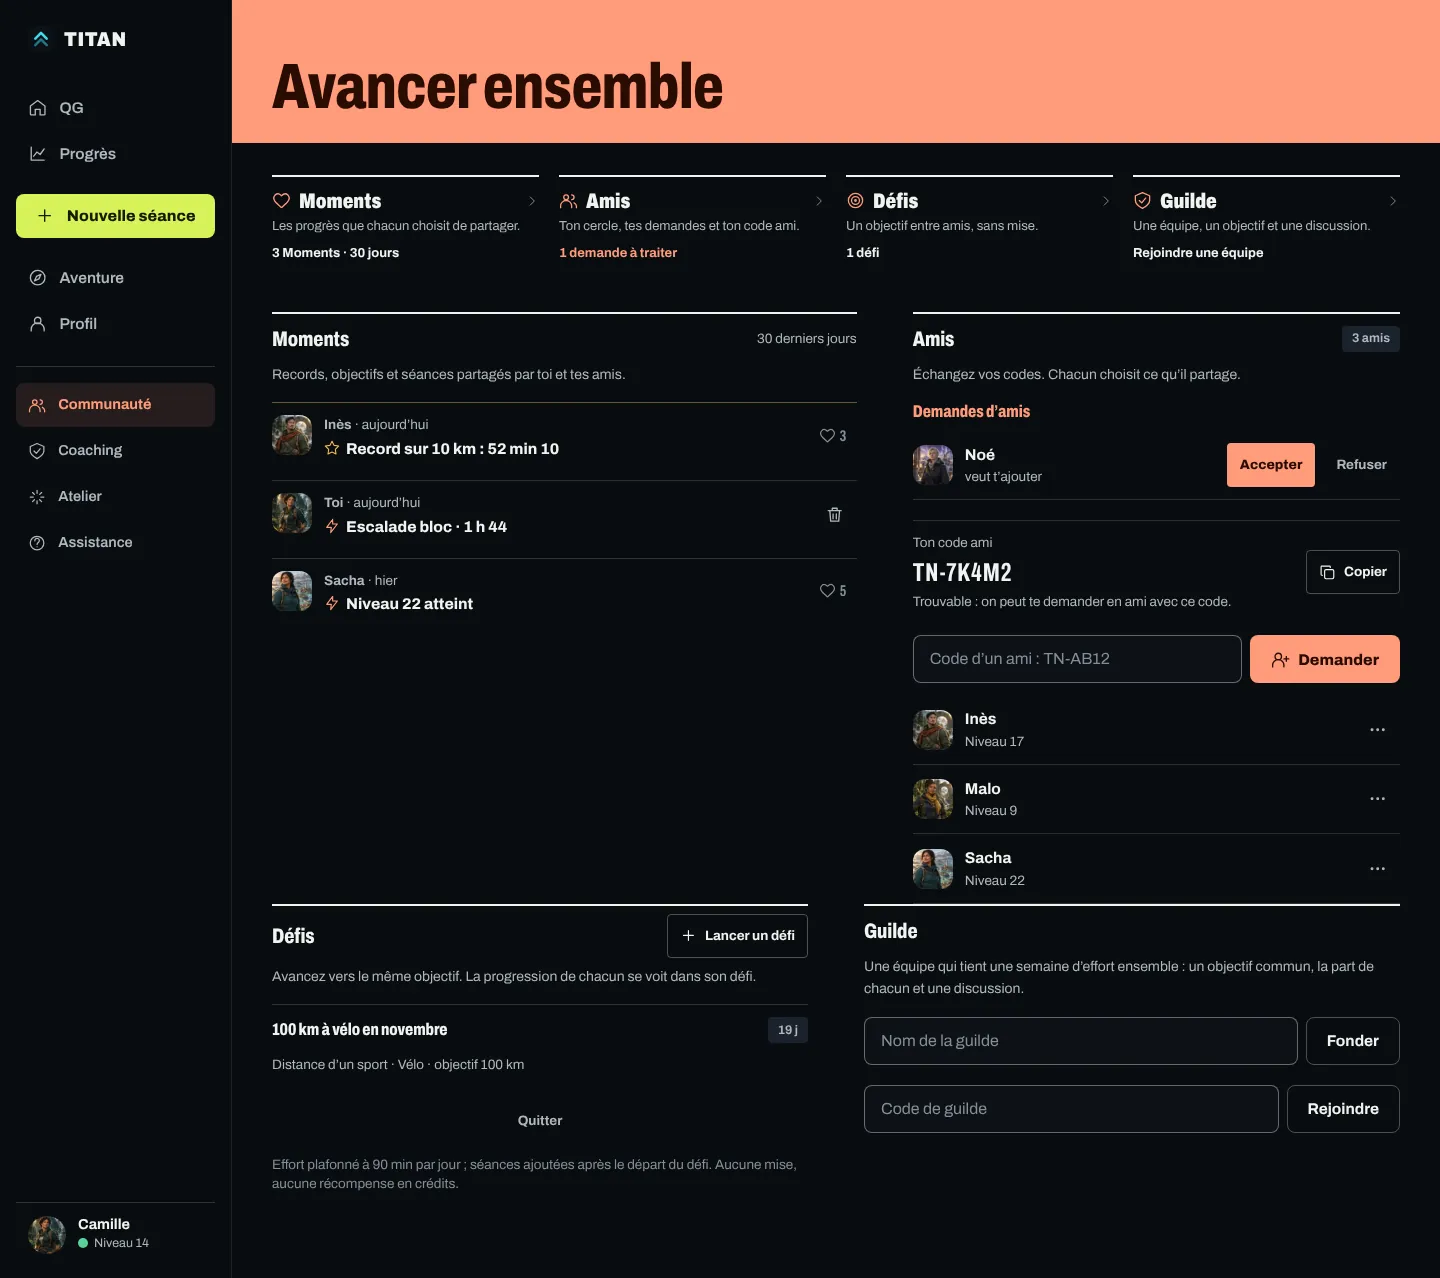 TITAN
QG
Progrès
Nouvelle séance
Aventure
Profil
Communauté
Coaching
Atelier
Assistance
Camille
Niveau 14
Avancer ensemble
Moments
Les progrès que chacun choisit de partager.
3 Moments · 30 jours
Amis
Ton cercle, tes demandes et ton code ami.
1 demande à traiter
Défis
Un objectif entre amis, sans mise.
1 défi
Guilde
Une équipe, un objectif et une discussion.
Rejoindre une équipe
Moments
30 derniers jours
Records, objectifs et séances partagés par toi et tes amis.
Inès · aujourd’hui
Record sur 10 km : 52 min 10
3
Toi · aujourd’hui
Escalade bloc · 1 h 44
Sacha · hier
Niveau 22 atteint
5
Amis
3 amis
Échangez vos codes. Chacun choisit ce qu’il partage.
Demandes d’amis
Noé
veut t’ajouter
Accepter
Refuser
Ton code ami
TN-7K4M2
Trouvable : on peut te demander en ami avec ce code.
Copier
Code d’un ami : TN-AB12
Demander
Inès
Niveau 17
Malo
Niveau 9
Sacha
Niveau 22
Défis
Lancer un défi
Avancez vers le même objectif. La progression de chacun se voit dans son défi.
100 km à vélo en novembre
19 j
Distance d’un sport · Vélo · objectif 100 km
Quitter
Effort plafonné à 90 min par jour ; séances ajoutées après le départ du défi. Aucune mise,
aucune récompense en crédits.
Guilde
Une équipe qui tient une semaine d’effort ensemble : un objectif commun, la part de
chacun et une discussion.
Nom de la guilde
Fonder
Code de guilde
Rejoindre